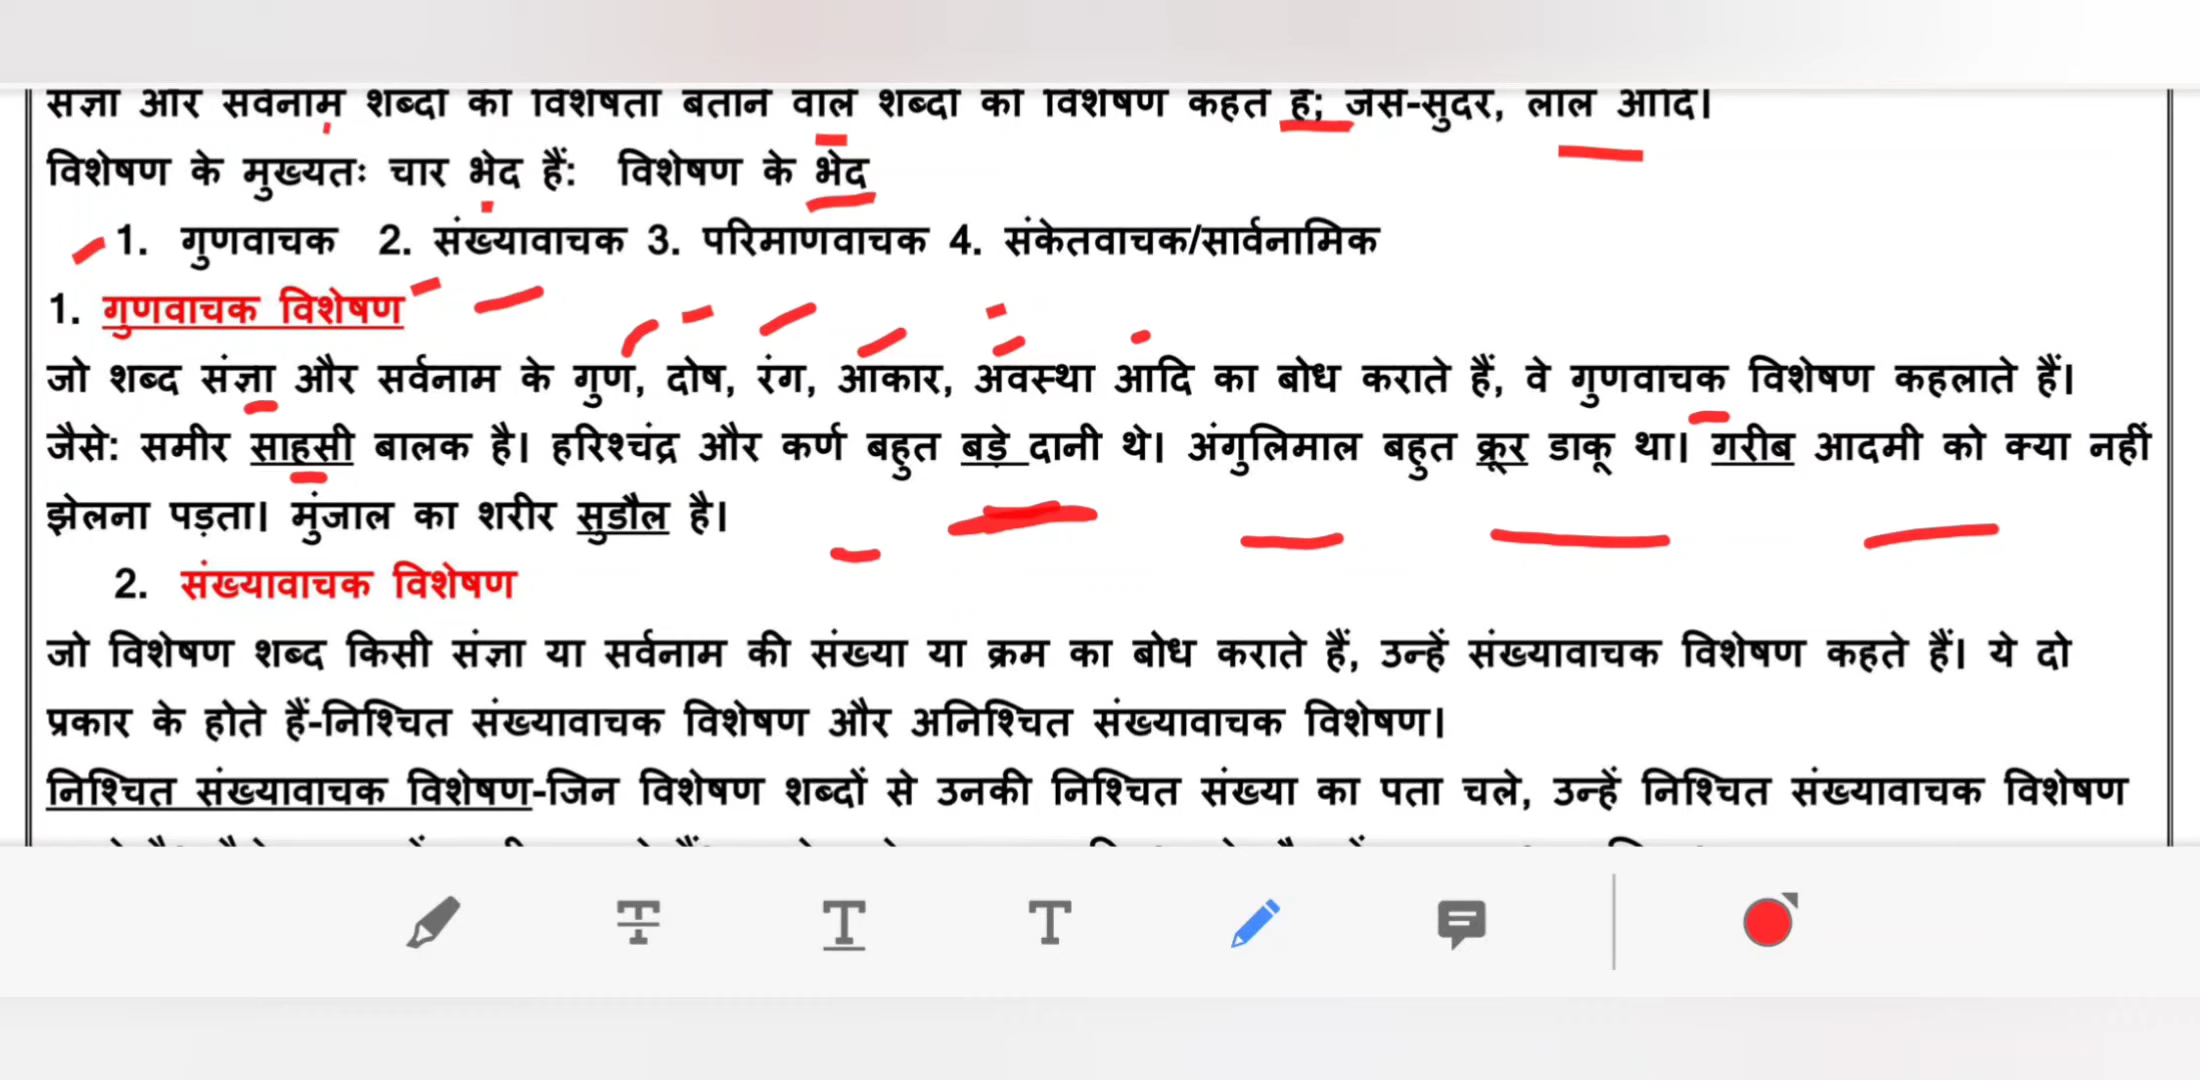 संज्ञा और सर्वनाम शब्दों की विशेषता बताने वाले शब्दों को विशेषण कहते हैं; जैसे-सुंदर, लाल आदि।
विशेषण के मुख्यतः चार भेद हैं: विशेषण के भेद
1. गुणवाचक 2. संख्यावाचक 3. परिमाणवाचक 4. संकेतवाचक/सार्वनामिक
1. गुणवाचक विशेषण
जो शब्द संज्ञा और सर्वनाम के गुण, दोष, रंग, आकार, अवस्था आदि का बोध कराते हैं, वे गुणवाचक विशेषण कहलाते हैं।
जैसे: समीर साहसी बालक है। हरिश्चंद्र और कर्ण बहुत बड़े दानी थे। अंगुलिमाल बहुत क्रूर डाकू था। गरीब आदमी को क्या नहीं
झेलना पड़ता। मुंजाल का शरीर सुडौल है।
2. संख्यावाचक विशेषण
जो विशेषण शब्द किसी संज्ञा या सर्वनाम की संख्या या क्रम का बोध कराते हैं, उन्हें संख्यावाचक विशेषण कहते हैं। ये दो
प्रकार के होते हैं-निश्चित संख्यावाचक विशेषण और अनिश्चित संख्यावाचक विशेषण।
निश्चित संख्यावाचक विशेषण-जिन विशेषण शब्दों से उनकी निश्चित संख्या का पता चले, उन्हें निश्चित संख्यावाचक विशेषण